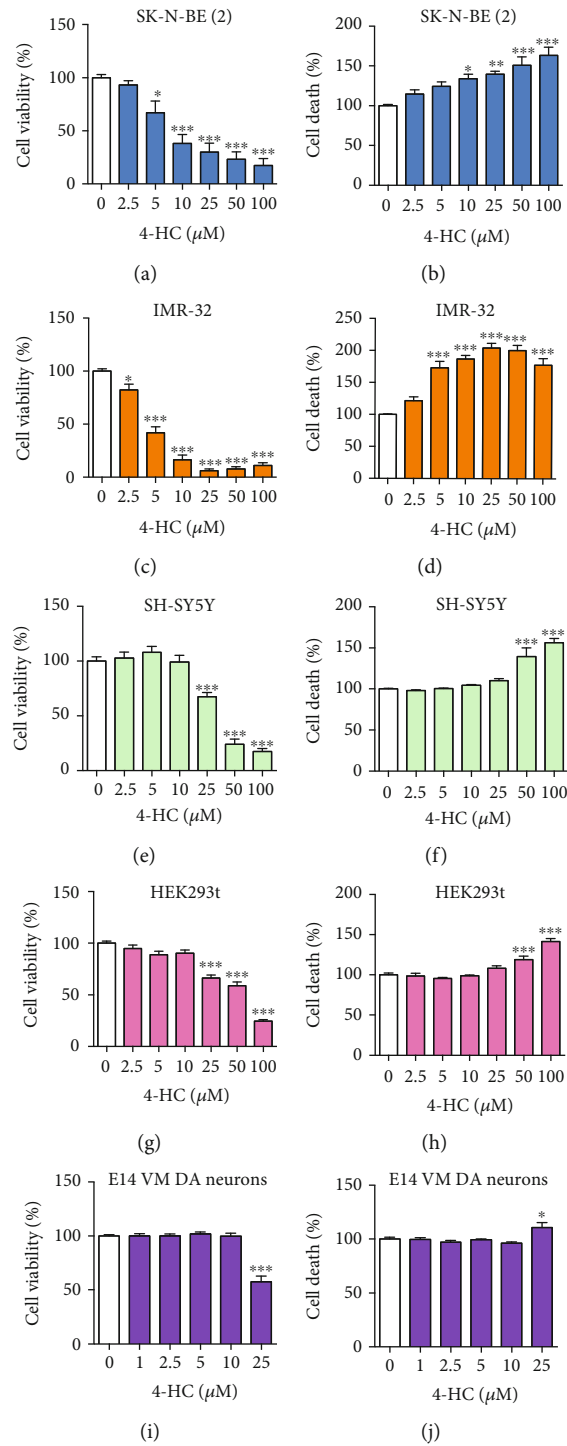 SK-N-BE (2)
Cell viability (%)
150
100
50
0
*
***
***
***
***
0 2.5 5 10 25 50 100
4-HC (μM)
(a)
SK-N-BE (2)
Cell death (%)
200
150
100
50
0
*
**
***
***
0 2.5 5 10 25 50 100
4-HC (μM)
(b)
IMR-32
Cell viability (%)
150
100
50
0
*
***
***
***
***
***
0 2.5 5 10 25 50 100
4-HC (μM)
(c)
IMR-32
Cell death (%)
250
200
150
100
50
0
***
***
***
***
***
0 2.5 5 10 25 50 100
4-HC (μM)
(d)
SH-SY5Y
Cell viability (%)
150
100
50
0
***
***
***
0 2.5 5 10 25 50 100
4-HC (μM)
(e)
SH-SY5Y
Cell death (%)
200
150
100
50
0
***
***
0 2.5 5 10 25 50 100
4-HC (μM)
(f)
HEK293t
Cell viability (%)
150
100
50
0
***
***
***
0 2.5 5 10 25 50 100
4-HC (μM)
(g)
HEK293t
Cell death (%)
200
150
100
50
0
***
***
0 2.5 5 10 25 50 100
4-HC (μM)
(h)
E14 VM DA neurons
Cell viability (%)
150
100
50
0
***
0 1 2.5 5 10 25
4-HC (μM)
(i)
E14 VM DA neurons
Cell death (%)
150
100
50
0
*
0 1 2.5 5 10 25
4-HC (μM)
(j)